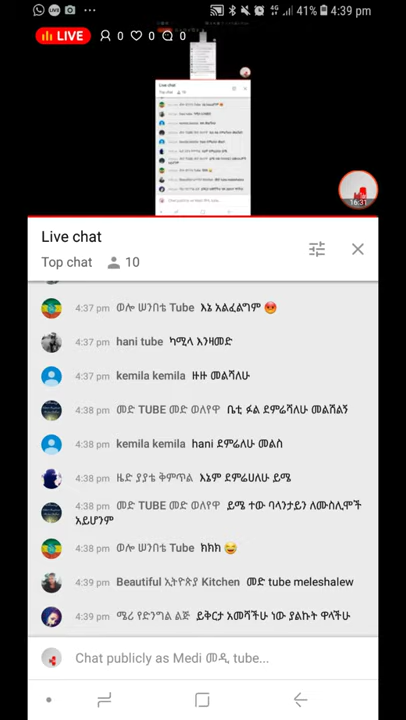 41% 4:39 pm
LIVE 0 0 0
16:31
Live chat
Top chat 10
4:37 pm ወሎ ሠንበቴ Tube እኔ አልፈልግም
4:37 pm hani tube ካሚላ እንዛመድ
4:37 pm kemila kemila ዙዙ መልሻለሁ
4:38 pm መድ TUBE መድ ወለየዋ ቤቲ ፉል ደምሬሻለሁ መልሽልኝ
4:38 pm kemila kemila hani ደምሬለሁ መልስ
4:38 pm ዜድ ያያቴ ቅምጥል እኔም ደምሬሀለሁ ይሜ
4:38 pm መድ TUBE መድ ወለየዋ ይሜ ተው ባላንታይን ለሙስሊሞች
አይሆንም
4:38 pm ወሎ ሠንበቴ Tube ክክክ
4:39 pm Beautiful ኢትዮጵያ Kitchen መድ tube meleshalew
4:39 pm ሜሪ የድንግል ልጅ ይቅርታ አመሻችሁ ነው ያልኩት ዋላችሁ
Chat publicly as Medi መዲ tube...